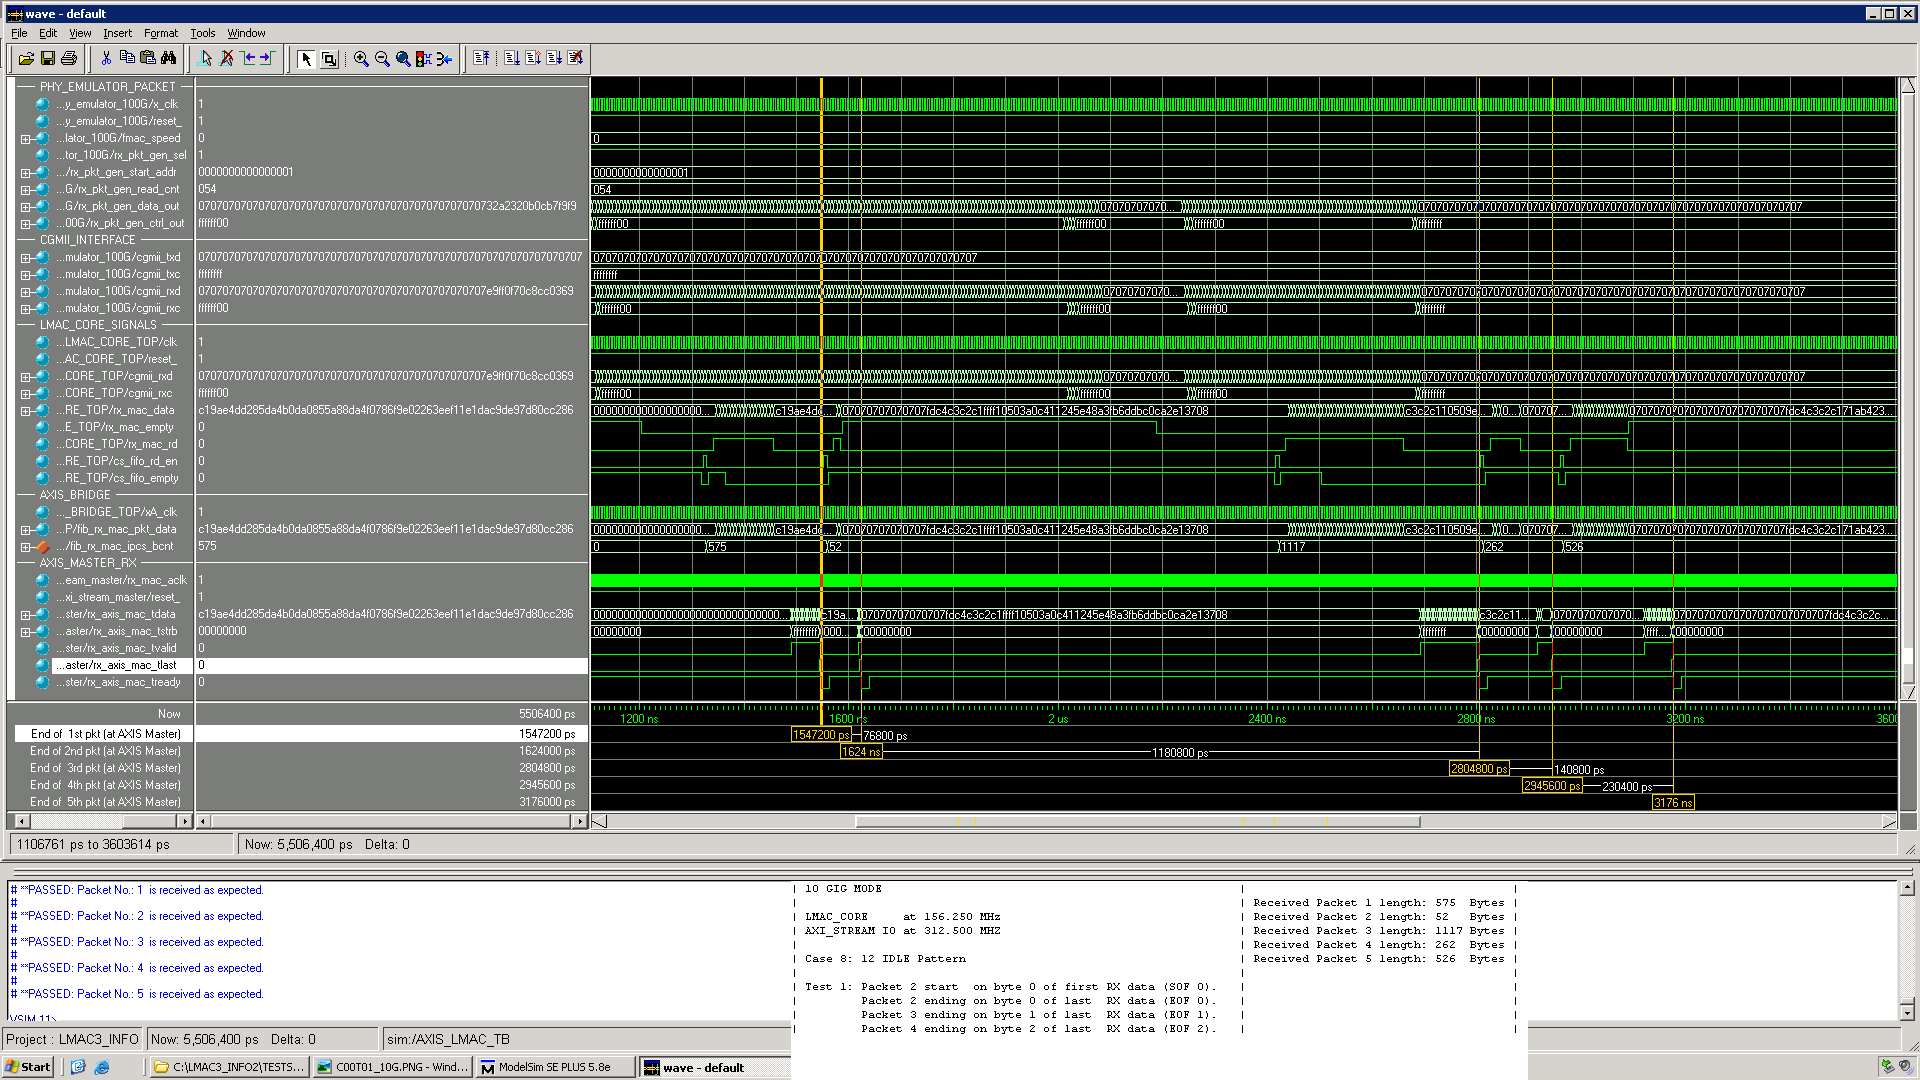 wave - default
File Edit View Insert Format Tools Window
PHY_EMULATOR_PACKET
...y_emulator_100G/x_clk 1
...y_emulator_100G/reset_ 1
...lator_100G/fmac_speed 0 0
...tor_100G/rx_pkt_gen_sel 1
.../rx_pkt_gen_start_addr 0000000000000001 0000000000000001
...G/rx_pkt_gen_read_cnt 054 054
...G/rx_pkt_gen_data_out
...00G/rx_pkt_gen_ctrl_out ffffff00 ffffff00 ffffff00 ffffff00 ffffffff
CGMII_INTERFACE
...mulator_100G/cgmii_txd
...mulator_100G/cgmii_txc ffffffff ffffffff
...mulator_100G/cgmii_rxd
...mulator_100G/cgmii_rxc ffffff00 ffffff00 ffffff00 ffffff00 ffffffff
LMAC_CORE_SIGNALS
...LMAC_CORE_TOP/clk 1
...AC_CORE_TOP/reset_ 1
...CORE_TOP/cgmii_rxd
...CORE_TOP/cgmii_rxc ffffff00 ffffff00 ffffff00 ffffff00 ffffffff
...RE_TOP/rx_mac_data c19ae4dd285da4b0da0855a88da4f0786f9e02263eef11e1dac9de97d80cc286
...E_TOP/rx_mac_empty 0
...CORE_TOP/rx_mac_rd 0
...RE_TOP/cs_fifo_rd_en 0
...RE_TOP/cs_fifo_empty 0
AXIS_BRIDGE
..._BRIDGE_TOP/xA_clk 1
...P/fib_rx_mac_pkt_data c19ae4dd285da4b0da0855a88da4f0786f9e02263eef11e1dac9de97d80cc286
.../fib_rx_mac_ipcs_bcnt 575 0 575 52 1117 262 526
AXIS_MASTER_RX
...eam_master/rx_mac_aclk 1
...xi_stream_master/reset_ 1
...ster/rx_axis_mac_tdata c19ae4dd285da4b0da0855a88da4f0786f9e02263eef11e1dac9de97d80cc286
...aster/rx_axis_mac_tstrb 00000000 00000000 ffffffff 000... 00000000 ffffffff 00000000 00000000 ffff... 00000000
...ster/rx_axis_mac_tvalid 0
...aster/rx_axis_mac_tlast 0
...ster/rx_axis_mac_tready 0
Now 5506400 ps 1200 ns 1600 ns 2 us 2400 ns 2800 ns 3200 ns 3600
End of 1st pkt (at AXIS Master) 1547200 ps 1547200 ps 76800 ps
End of 2nd pkt (at AXIS Master) 1624000 ps 1624 ns 1180800 ps
End of 3rd pkt (at AXIS Master) 2804800 ps 2804800 ps 140800 ps
End of 4th pkt (at AXIS Master) 2945600 ps 2945600 ps 230400 ps
End of 5th pkt (at AXIS Master) 3176000 ps 3176 ns
1106761 ps to 3603614 ps Now: 5,506,400 ps Delta: 0
# **PASSED: Packet No.: 1 is received as expected.
#
# **PASSED: Packet No.: 2 is received as expected.
#
# **PASSED: Packet No.: 3 is received as expected.
#
# **PASSED: Packet No.: 4 is received as expected.
#
# **PASSED: Packet No.: 5 is received as expected.
VSIM 11>
| 10 GIG MODE |
| LMAC_CORE at 156.250 MHz
| AXI_STREAM IO at 312.500 MHZ
| Case 8: 12 IDLE Pattern
| Test 1: Packet 2 start on byte 0 of first RX data (SOF 0). |
| Packet 2 ending on byte 0 of last RX data (EOF 0). |
| Packet 3 ending on byte 1 of last RX data (EOF 1). |
| Packet 4 ending on byte 2 of last RX data (EOF 2). |
| Received Packet 1 length: 575 Bytes |
| Received Packet 2 length: 52 Bytes |
| Received Packet 3 length: 1117 Bytes |
| Received Packet 4 length: 262 Bytes |
| Received Packet 5 length: 526 Bytes |
Project : LMAC3_INFO Now: 5,506,400 ps Delta: 0 sim:/AXIS_LMAC_TB
Start C:\LMAC3_INFO2\TESTS... C00T01_10G.PNG - Wind... ModelSim SE PLUS 5.8e wave - default